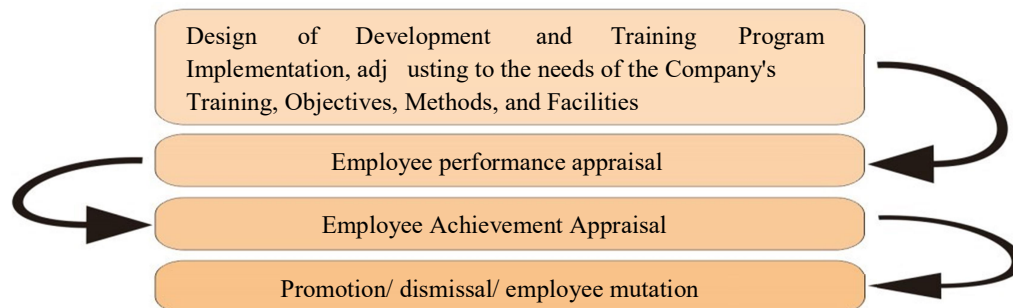 Design of Development and Training Program
Implementation, adj usting to the needs of the Company's
Training, Objectives, Methods, and Facilities
Employee performance appraisal
Employee Achievement Appraisal
Promotion/ dismissal/ employee mutation